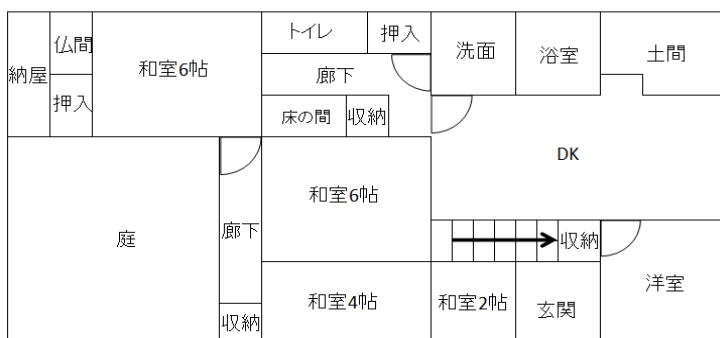 トイレ
押入
仏間
納屋
和室6帖
洗面
浴室
土間
廊下
押入
床の間
収納
DK
和室6帖
庭
廊下
収納
洋室
和室4帖
和室2帖
玄関
収納